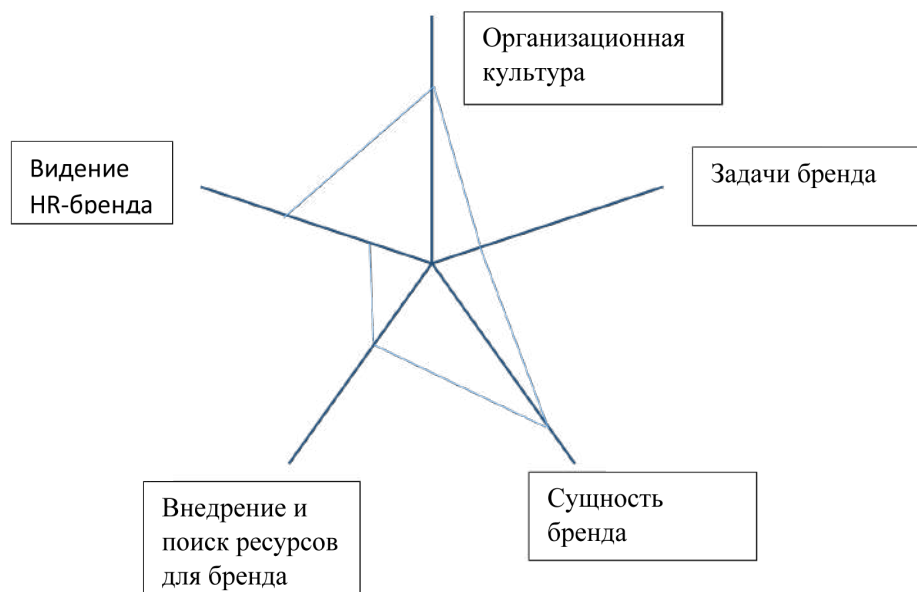 Организационная
культура
Видение
HR-бренда
Задачи бренда
Внедрение и
поиск ресурсов
для бренда
Сущность
бренда